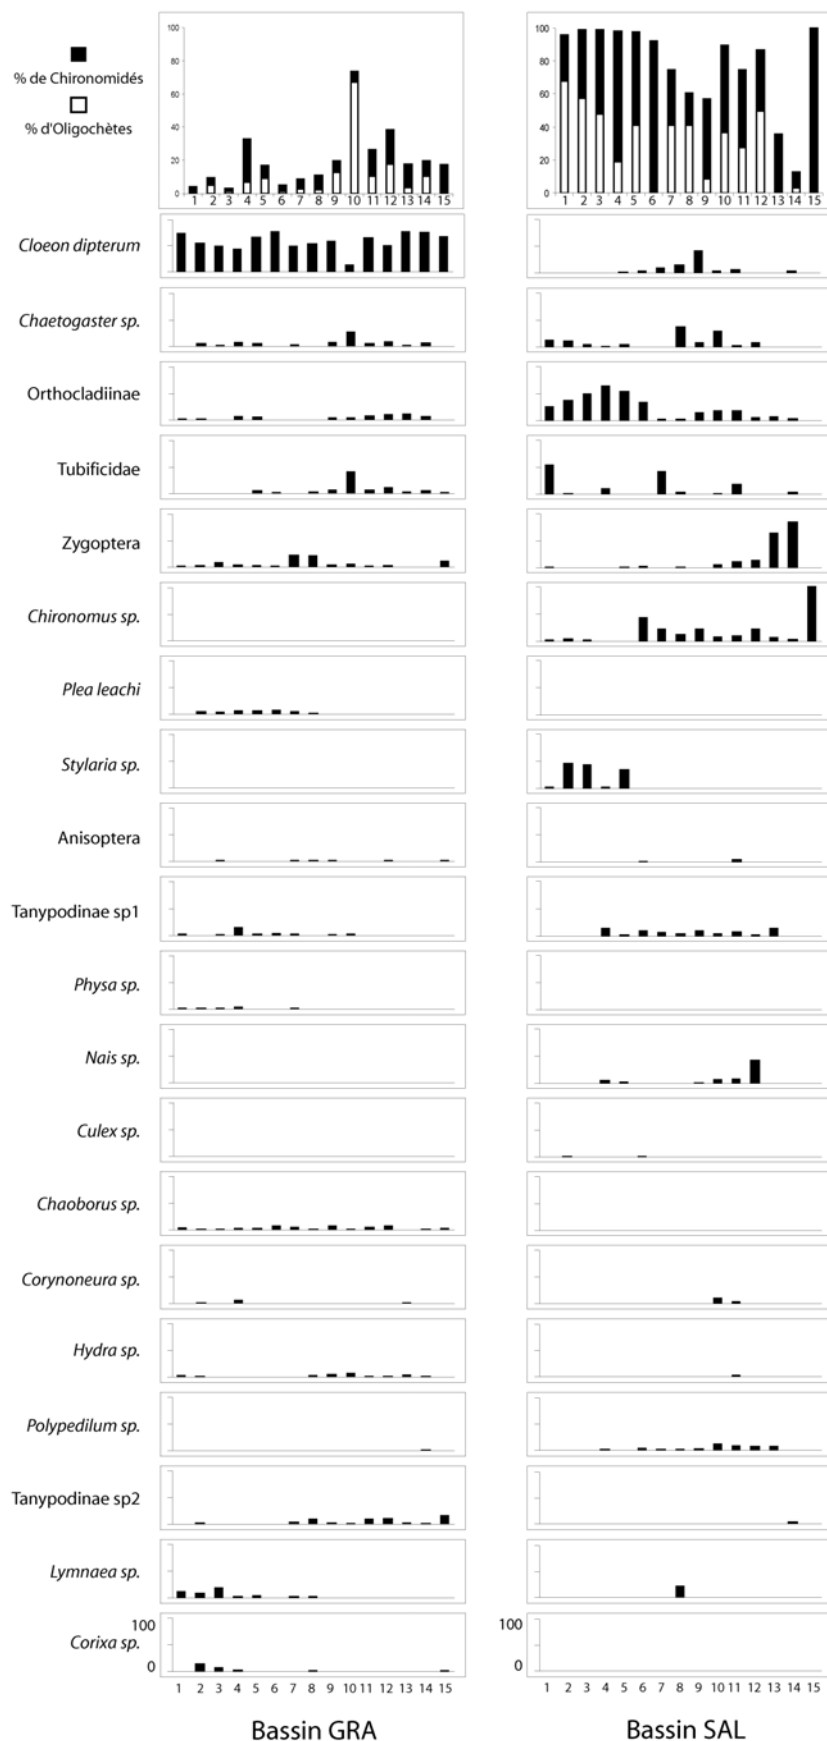 % de Chironomidés
% d'Oligochètes
100
80
60
40
20
0
1 2 3 4 5 6 7 8 9 10 11 12 13 14 15
100
80
60
40
20
0
1 2 3 4 5 6 7 8 9 10 11 12 13 14 15
Cloeon dipterum
Chaetogaster sp.
Orthocladiinae
Tubificidae
Zygoptera
Chironomus sp.
Plea leachi
Stylaria sp.
Anisoptera
Tanypodinae sp1
Physa sp.
Nais sp.
Culex sp.
Chaoborus sp.
Corynoneura sp.
Hydra sp.
Polypedilum sp.
Tanypodinae sp2
Lymnaea sp.
Corixa sp.
100
0
100
0
1 2 3 4 5 6 7 8 9 10 11 12 13 14 15
1 2 3 4 5 6 7 8 9 10 11 12 13 14 15
Bassin GRA
Bassin SAL